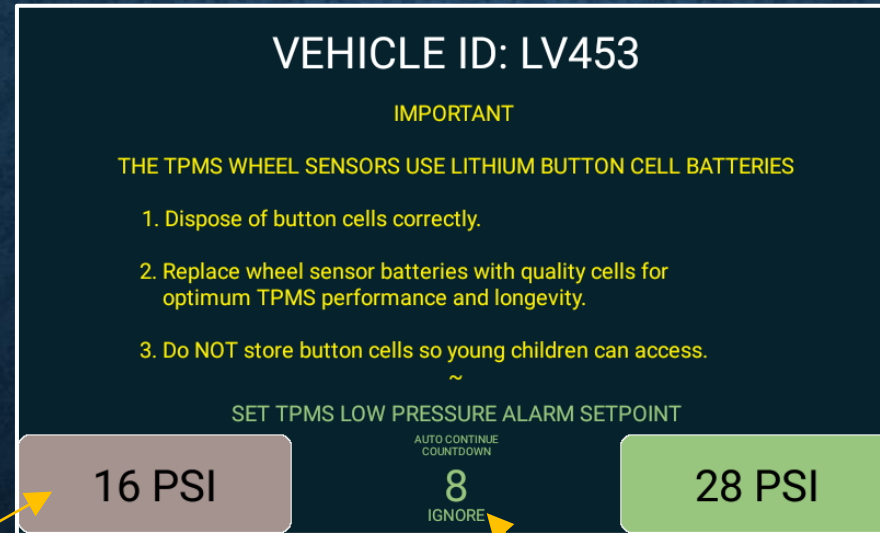 VEHICLE ID: LV453
IMPORTANT
THE TPMS WHEEL SENSORS USE LITHIUM BUTTON CELL BATTERIES
1. Dispose of button cells correctly.
2. Replace wheel sensor batteries with quality cells for
optimum TPMS performance and longevity.
3. Do NOT store button cells so young children can access.
~
SET TPMS LOW PRESSURE ALARM SETPOINT
16 PSI
AUTO CONTINUE
COUNTDOWN
8
IGNORE
28 PSI